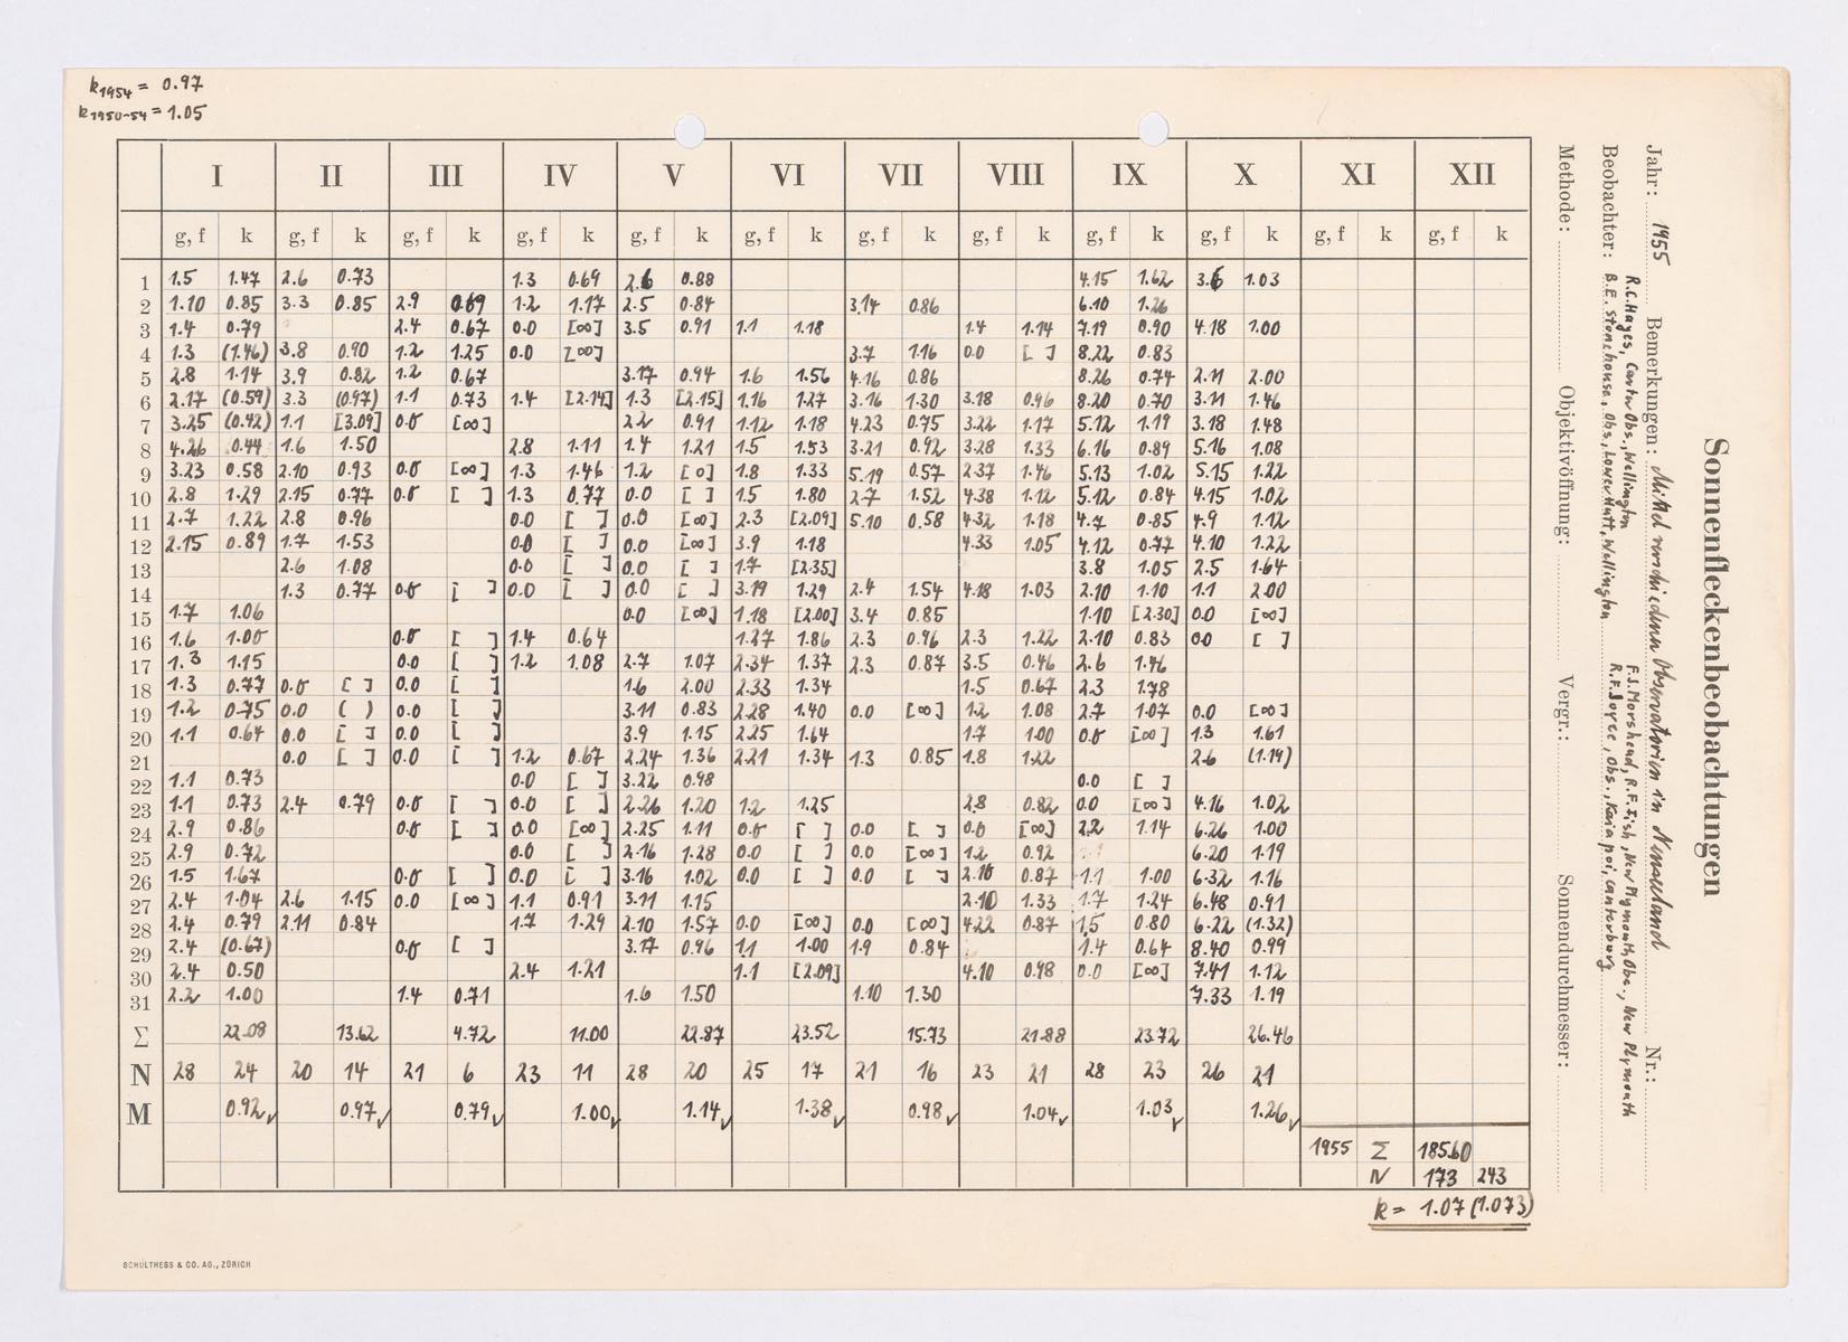 k1954 = 0.97
k1950-54 = 1.05
I II III IV V VI VII VIII IX X XI XII
g, f k g, f k g, f k g, f k g, f k g, f k g, f k g, f k g, f k g, f k g, f k g, f k
1 1.5 1.47 2.6 0.73 1.3 0.69 2.6 0.88 4.15 1.62 3.6 1.03
2 1.10 0.85 3.3 0.85 2.9 0.69 1.2 1.17 2.5 0.84 3.14 0.86 6.10 1.26
3 1.4 0.79 2.4 0.67 0.0 [∞] 3.5 0.91 1.1 1.18 1.4 1.14 7.19 0.90 4.18 1.00
4 1.3 (1.46) 3.8 0.90 1.2 1.25 0.0 [∞] 3.7 1.16 0.0 [ ] 8.22 0.83
5 2.8 1.14 3.9 0.82 1.2 0.67 3.17 0.94 1.6 1.56 4.16 0.86 8.26 0.74 2.11 2.00
6 2.17 (0.59) 3.3 (0.97) 1.1 0.73 1.4 [2.14] 1.3 [2.15] 1.16 1.27 3.16 1.30 3.18 0.96 8.20 0.70 3.11 1.46
7 3.25 (0.42) 1.1 [3.09] 0.0 [∞] 2.2 0.91 1.12 1.18 4.23 0.75 3.22 1.17 5.12 1.19 3.18 1.48
8 4.26 0.44 1.6 1.50 2.8 1.11 1.4 1.21 1.5 1.53 3.21 0.92 3.28 1.33 6.16 0.89 5.16 1.08
9 3.23 0.58 2.10 0.93 0.0 [∞] 1.3 1.46 1.2 [0] 1.8 1.33 5.19 0.57 2.37 1.46 5.13 1.02 5.15 1.22
10 2.8 1.29 2.15 0.77 0.0 [ ] 1.3 0.77 0.0 [ ] 1.5 1.80 2.7 1.52 4.38 1.12 5.12 0.84 4.15 1.02
11 2.7 1.22 2.8 0.96 0.0 [ ] 0.0 [∞] 2.3 [2.09] 5.10 0.58 4.32 1.18 4.7 0.85 4.9 1.12
12 2.15 0.89 1.7 1.53 0.0 [ ] 0.0 [∞] 3.9 1.18 4.33 1.05 4.12 0.77 4.10 1.22
13 2.6 1.08 0.0 [ ] 0.0 [ ] 1.7 [2.35] 3.8 1.05 2.5 1.64
14 1.3 0.77 0.0 [ ] 0.0 [ ] 0.0 [ ] 3.19 1.29 2.4 1.54 4.18 1.03 2.10 1.10 1.1 2.00
15 1.7 1.06 0.0 [∞] 1.18 [2.00] 3.4 0.85 1.10 [2.30] 0.0 [∞]
16 1.6 1.00 0.0 [ ] 1.4 0.64 1.27 1.86 2.3 0.96 2.3 1.22 2.10 0.83 0.0 [ ]
17 1.3 1.15 0.0 [ ] 1.2 1.08 2.7 1.07 2.34 1.37 2.3 0.87 3.5 0.46 2.6 1.46
18 1.3 0.77 0.0 [ ] 0.0 [ ] 1.6 2.00 2.33 1.34 1.5 0.67 2.3 1.78
19 1.2 0.75 0.0 ( ) 0.0 [ ] 3.11 0.83 2.28 1.40 0.0 [∞] 1.2 1.08 2.7 1.07 0.0 [∞]
20 1.1 0.64 0.0 [ ] 0.0 [ ] 3.9 1.15 2.25 1.64 1.7 1.00 0.0 [∞] 1.3 1.61
21 0.0 [ ] 0.0 [ ] 1.2 0.67 2.24 1.36 2.21 1.34 1.3 0.85 1.8 1.22 2.6 (1.19)
22 1.1 0.73 0.0 [ ] 3.22 0.98 0.0 [ ]
23 1.1 0.73 2.4 0.79 0.0 [ ] 0.0 [ ] 2.26 1.20 1.2 1.25 2.8 0.82 0.0 [∞] 4.16 1.02
24 2.9 0.86 0.0 [ ] 0.0 [∞] 2.25 1.11 0.0 [ ] 0.0 [ ] 0.0 [∞] 2.2 1.14 6.26 1.00
25 2.9 0.72 0.0 [ ] 2.16 1.28 0.0 [ ] 0.0 [∞] 1.2 0.92 6.20 1.19
26 1.5 1.67 0.0 [ ] 0.0 [ ] 3.16 1.02 0.0 [ ] 0.0 [ ] 2.10 0.87 1.1 1.00 6.32 1.16
27 2.4 1.04 2.6 1.15 0.0 [∞] 1.1 0.91 3.11 1.15 2.10 1.33 1.7 1.24 6.48 0.91
28 1.4 0.79 2.11 0.84 1.7 1.29 2.10 1.57 0.0 [∞] 0.0 [∞] 4.22 0.87 1.5 0.80 6.22 (1.32)
29 2.4 (0.67) 0.0 [ ] 3.17 0.96 1.1 1.00 1.9 0.84 1.4 0.64 8.40 0.99
30 2.4 0.50 2.4 1.21 1.1 [2.09] 4.10 0.98 0.0 [∞] 7.41 1.12
31 2.2 1.00 1.4 0.71 1.6 1.50 1.10 1.30 7.33 1.19
Σ 22.08 13.62 4.72 11.00 22.87 23.52 15.73 21.88 23.72 26.46
N 28 24 20 14 21 6 23 11 28 20 25 17 21 16 23 21 28 23 26 21
M 0.92✓ 0.97✓ 0.79✓ 1.00✓ 1.14✓ 1.38✓ 0.98✓ 1.04✓ 1.03✓ 1.26✓
1955 Σ 185.60
N 173 243
k = 1.07 (1.073)
SCHULTHESS & CO. AG., ZÜRICH
Sonnenfleckenbeobachtungen
Jahr: 1955 Bemerkungen: Mittel verschiedener Observatorien in Neuseeland Nr.:
R.C. Hayes, Carter Obs., Wellington F.J. Morshead, R.F. Fish, New Plymouth Obs., New Plymouth
Beobachter: B.E. Stonehouse, Obs., Lower Hutt, Wellington R.F. Joyce, Obs., Kaiapoi, Canterbury
Methode: Objektivöffnung: Vergr.: Sonnendurchmesser: